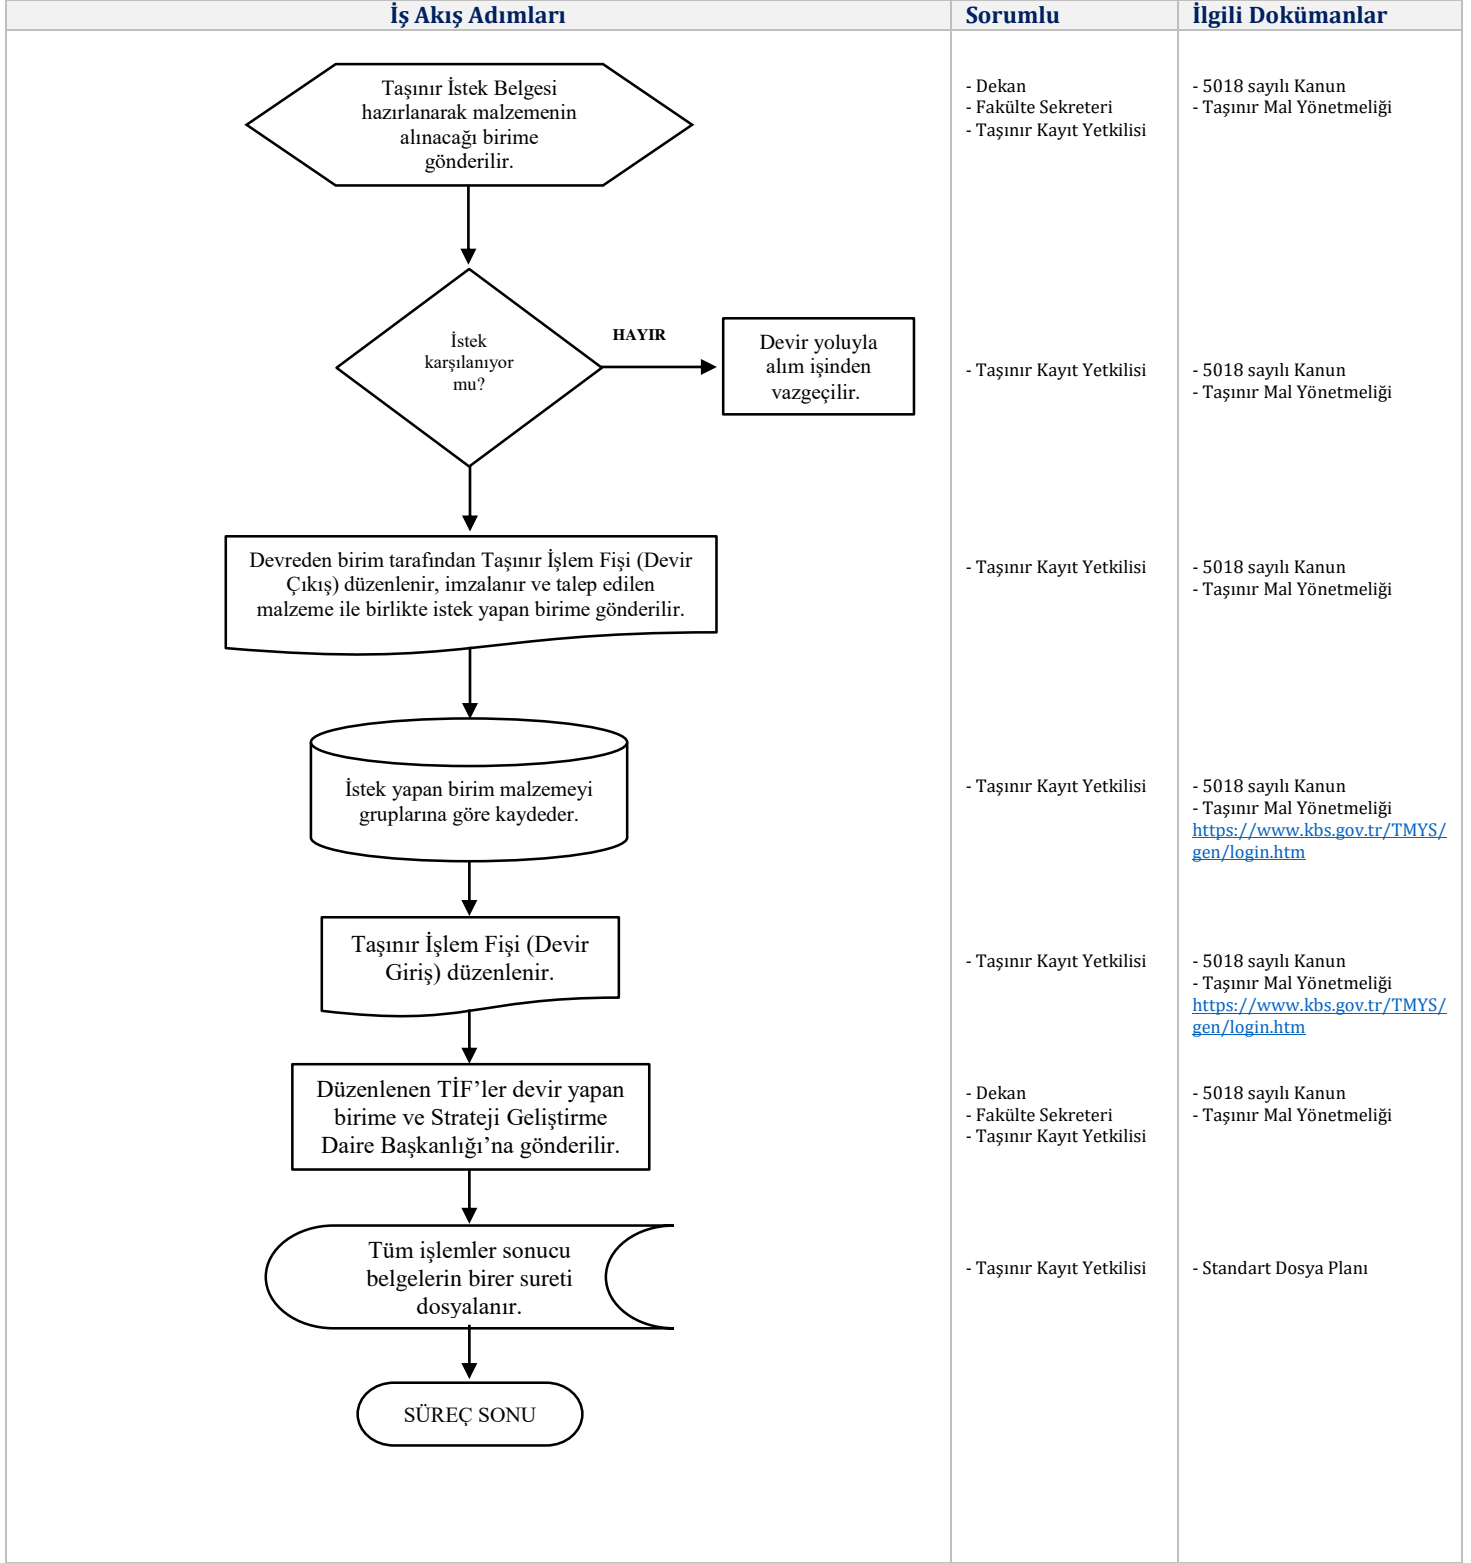 İş Akış Adımları
Sorumlu
İlgili Dokümanlar
Taşınır İstek Belgesi
hazırlanarak malzemenin
alınacağı birime
gönderilir.
- Dekan
- Fakülte Sekreteri
- Taşınır Kayıt Yetkilisi
- 5018 sayılı Kanun
- Taşınır Mal Yönetmeliği
İstek
karşılanıyor
mu?
HAYIR
Devir yoluyla
alım işinden
vazgeçilir.
- Taşınır Kayıt Yetkilisi
- 5018 sayılı Kanun
- Taşınır Mal Yönetmeliği
Devreden birim tarafından Taşınır İşlem Fişi (Devir
Çıkış) düzenlenir, imzalanır ve talep edilen
malzeme ile birlikte istek yapan birime gönderilir.
- Taşınır Kayıt Yetkilisi
- 5018 sayılı Kanun
- Taşınır Mal Yönetmeliği
İstek yapan birim malzemeyi
gruplarına göre kaydeder.
- Taşınır Kayıt Yetkilisi
- 5018 sayılı Kanun
- Taşınır Mal Yönetmeliği
https://www.kbs.gov.tr/TMYS/
gen/login.htm
Taşınır İşlem Fişi (Devir
Giriş) düzenlenir.
- Taşınır Kayıt Yetkilisi
- 5018 sayılı Kanun
- Taşınır Mal Yönetmeliği
https://www.kbs.gov.tr/TMYS/
gen/login.htm
Düzenlenen TİF’ler devir yapan
birime ve Strateji Geliştirme
Daire Başkanlığı’na gönderilir.
- Dekan
- Fakülte Sekreteri
- Taşınır Kayıt Yetkilisi
- 5018 sayılı Kanun
- Taşınır Mal Yönetmeliği
Tüm işlemler sonucu
belgelerin birer sureti
dosyalanır.
- Taşınır Kayıt Yetkilisi
- Standart Dosya Planı
SÜREÇ SONU